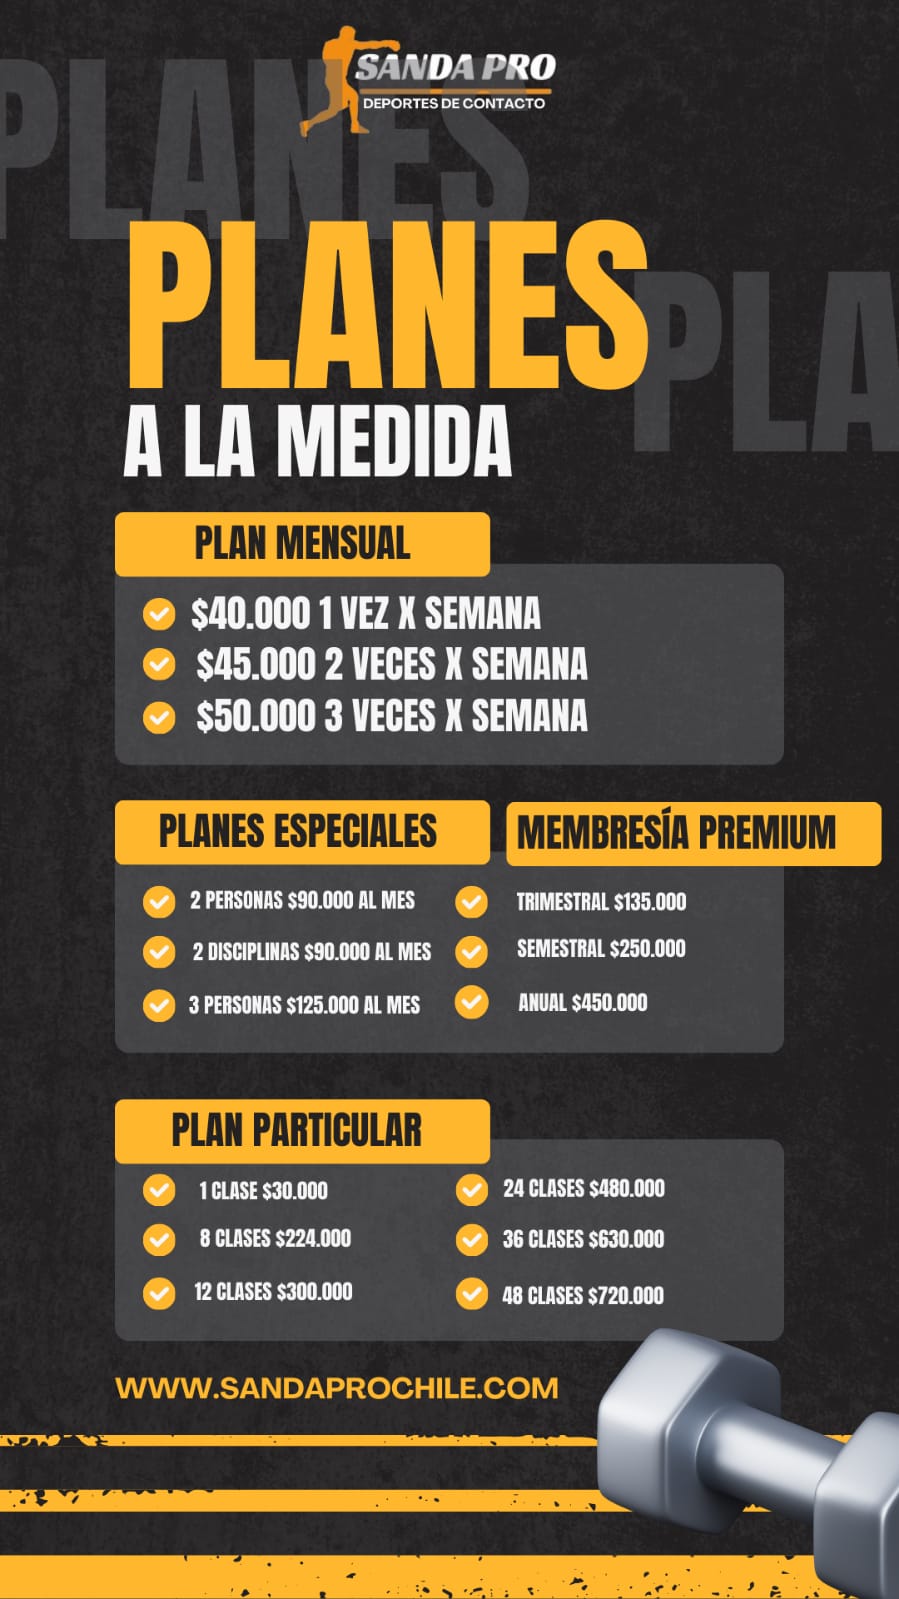 SANDA PRO
DEPORTES DE CONTACTO
PLANES
PLANES
PLA
A LA MEDIDA
PLAN MENSUAL
$40.000 1 VEZ X SEMANA
$45.000 2 VECES X SEMANA
$50.000 3 VECES X SEMANA
PLANES ESPECIALES
2 PERSONAS $90.000 AL MES
2 DISCIPLINAS $90.000 AL MES
3 PERSONAS $125.000 AL MES
MEMBRESÍA PREMIUM
TRIMESTRAL $135.000
SEMESTRAL $250.000
ANUAL $450.000
PLAN PARTICULAR
1 CLASE $30.000
8 CLASES $224.000
12 CLASES $300.000
24 CLASES $480.000
36 CLASES $630.000
48 CLASES $720.000
WWW.SANDAPROCHILE.COM